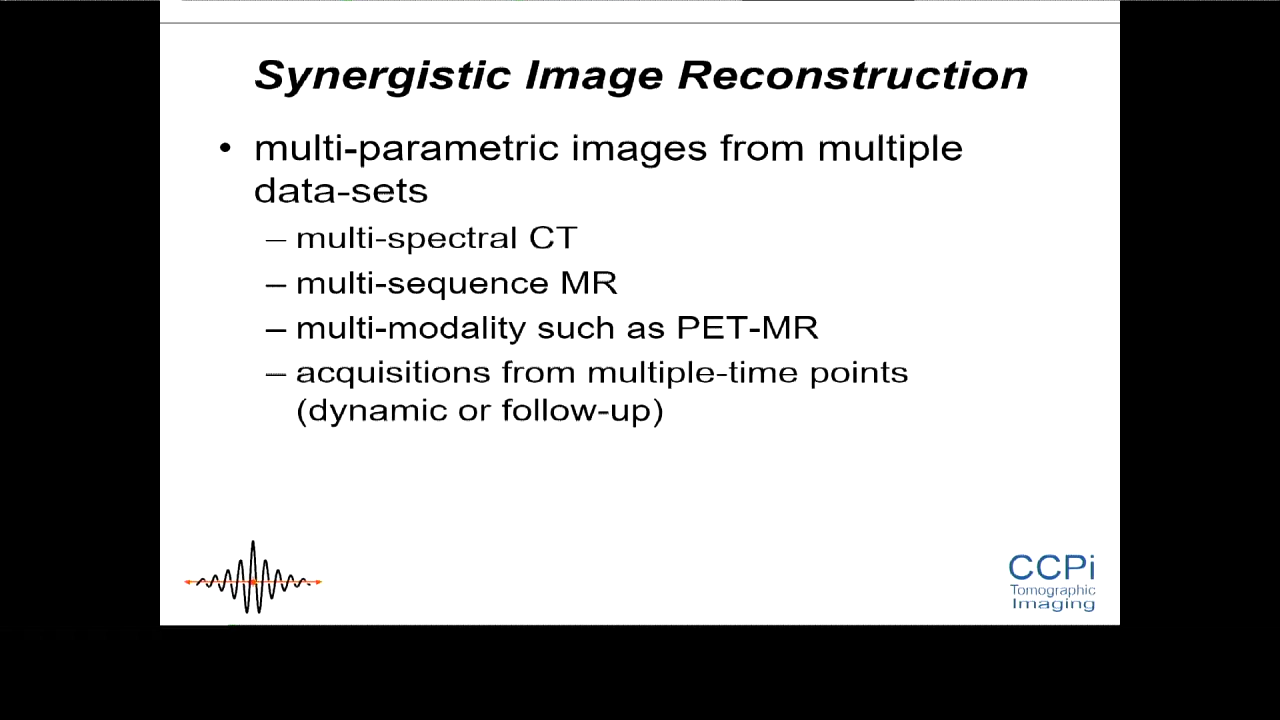 Synergistic Image Reconstruction
• multi-parametric images from multiple
data-sets
– multi-spectral CT
– multi-sequence MR
– multi-modality such as PET-MR
– acquisitions from multiple-time points
(dynamic or follow-up)
CCPi
Tomographic
Imaging